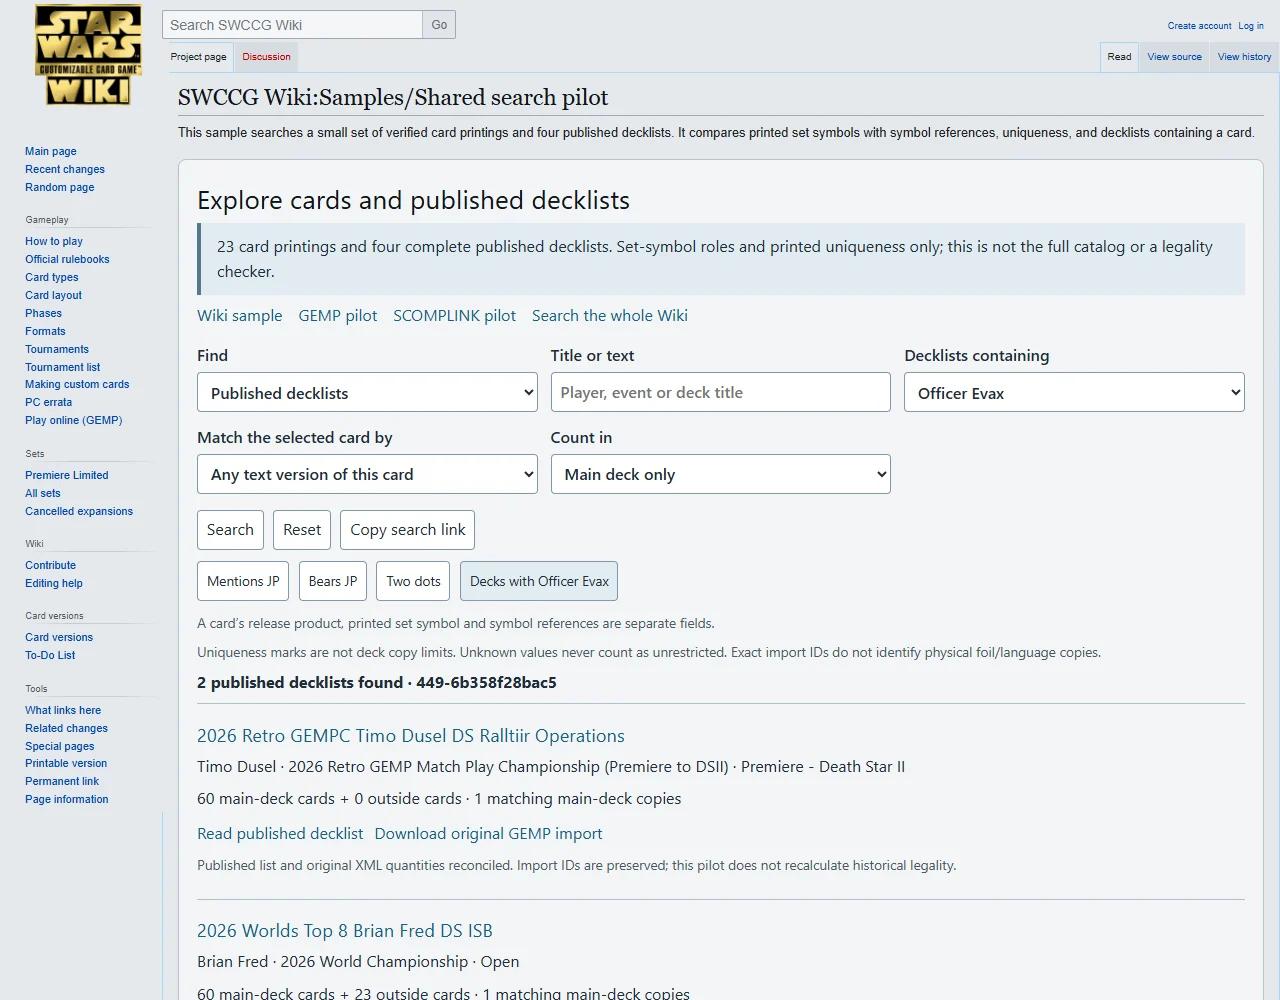 STAR WARS
CUSTOMIZABLE CARD GAME
WIKI
Search SWCCG Wiki
Go
Create account Log in
Project page Discussion
Read View source View history
SWCCG Wiki:Samples/Shared search pilot
This sample searches a small set of verified card printings and four published decklists. It compares printed set symbols with symbol references, uniqueness, and decklists containing a card.
Main page
Recent changes
Random page
Gameplay
How to play
Official rulebooks
Card types
Card layout
Phases
Formats
Tournaments
Tournament list
Making custom cards
PC errata
Play online (GEMP)
Sets
Premiere Limited
All sets
Cancelled expansions
Wiki
Contribute
Editing help
Card versions
Card versions
To-Do List
Tools
What links here
Related changes
Special pages
Printable version
Permanent link
Page information
Explore cards and published decklists
23 card printings and four complete published decklists. Set-symbol roles and printed uniqueness only; this is not the full catalog or a legality
checker.
Wiki sample GEMP pilot SCOMPLINK pilot Search the whole Wiki
Find Title or text Decklists containing
Published decklists Player, event or deck title Officer Evax
Match the selected card by Count in
Any text version of this card Main deck only
Search Reset Copy search link
Mentions JP Bears JP Two dots Decks with Officer Evax
A card's release product, printed set symbol and symbol references are separate fields.
Uniqueness marks are not deck copy limits. Unknown values never count as unrestricted. Exact import IDs do not identify physical foil/language copies.
2 published decklists found · 449-6b358f28bac5
2026 Retro GEMPC Timo Dusel DS Ralltiir Operations
Timo Dusel · 2026 Retro GEMP Match Play Championship (Premiere to DSII) · Premiere - Death Star II
60 main-deck cards + 0 outside cards · 1 matching main-deck copies
Read published decklist Download original GEMP import
Published list and original XML quantities reconciled. Import IDs are preserved; this pilot does not recalculate historical legality.
2026 Worlds Top 8 Brian Fred DS ISB
Brian Fred · 2026 World Championship · Open
60 main-deck cards + 23 outside cards · 1 matching main-deck copies